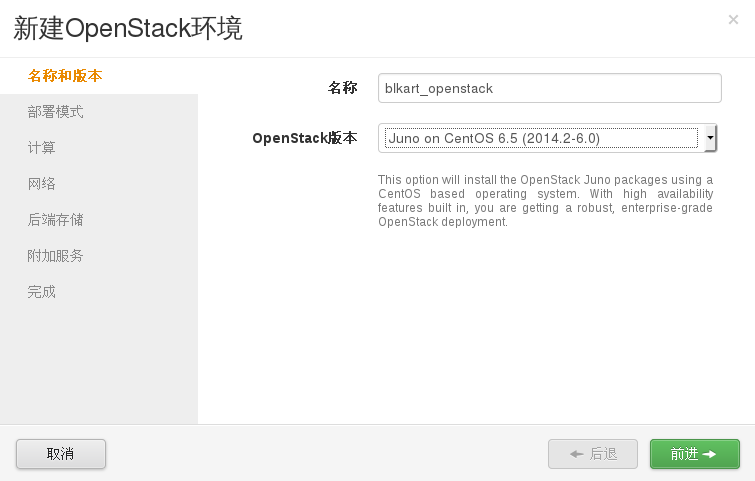 新建OpenStack环境
×
名称和版本
部署模式
计算
网络
后端存储
附加服务
完成
名称
blkart_openstack
OpenStack版本
Juno on CentOS 6.5 (2014.2-6.0)
This option will install the OpenStack Juno packages using a
CentOS based operating system. With high availability
features built in, you are getting a robust, enterprise-grade
OpenStack deployment.
取消
后退
前进